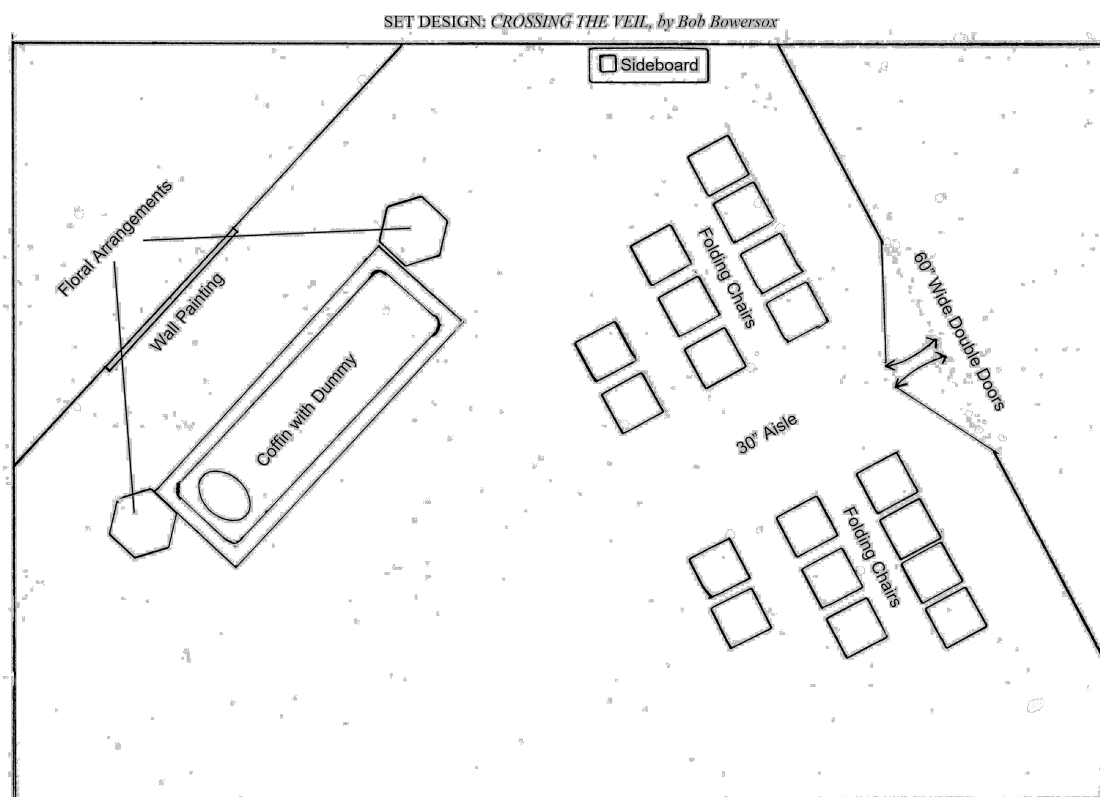 SET DESIGN: CROSSING THE VEIL, by Bob Bowersox
Sideboard
Floral Arrangements
Wall Painting
Folding Chairs
60" Wide Double Doors
Coffin with Dummy
30" Aisle
Folding Chairs